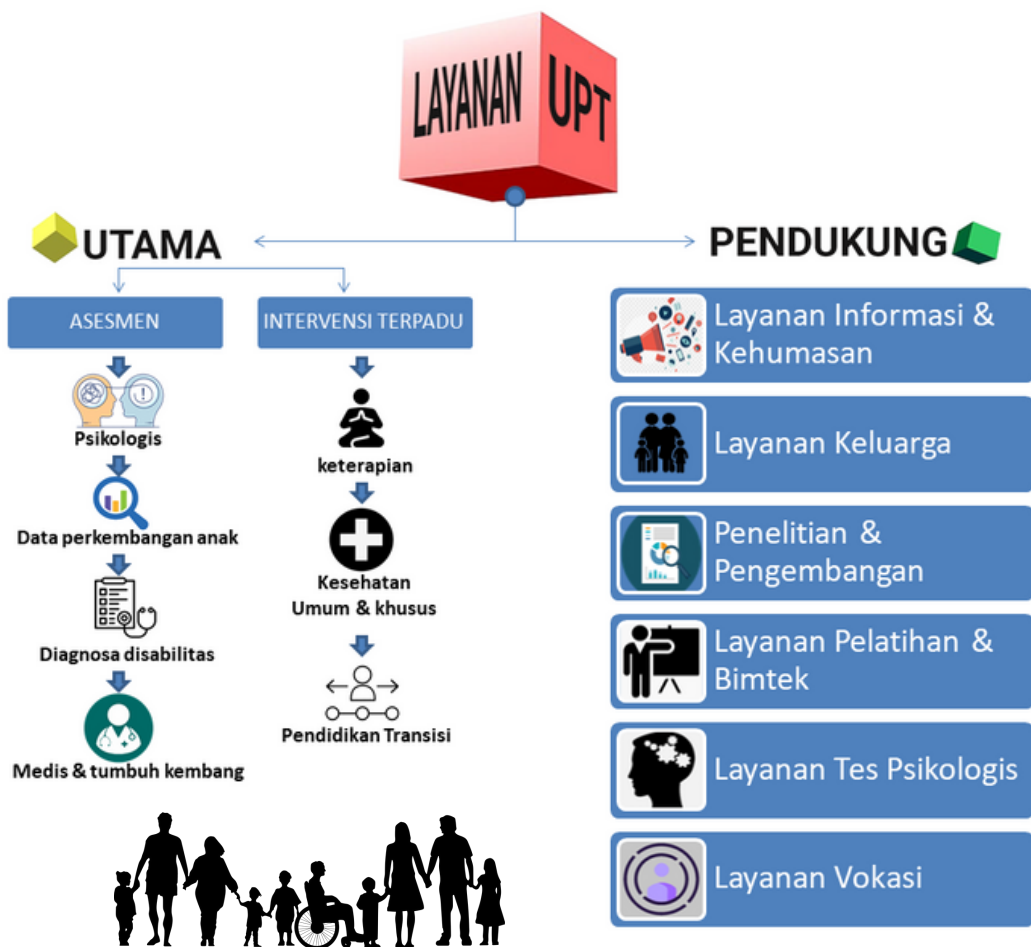 LAYANAN UPT
UTAMA
ASESMEN
Psikologis
Data perkembangan anak
Diagnosa disabilitas
Medis & tumbuh kembang
INTERVENSI TERPADU
keterapian
Kesehatan
Umum & khusus
Pendidikan Transisi
PENDUKUNG
Layanan Informasi &
Kehumasan
Layanan Keluarga
Penelitian &
Pengembangan
Layanan Pelatihan &
Bimtek
Layanan Tes Psikologis
Layanan Vokasi